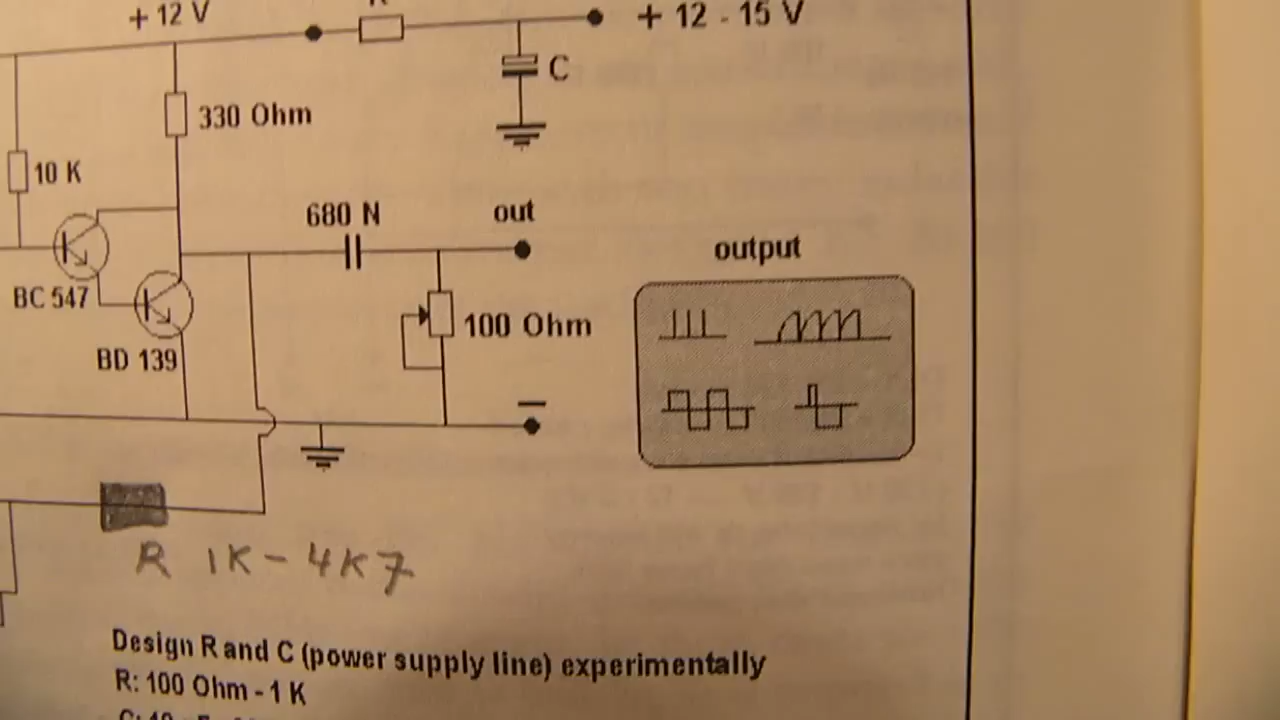 + 12 V
+ 12 - 15 V
C
330 Ohm
10 K
680 N
out
output
BC 547
100 Ohm
BD 139
R 1K - 4K7
Design R and C (power supply line) experimentally
R: 100 Ohm - 1 K